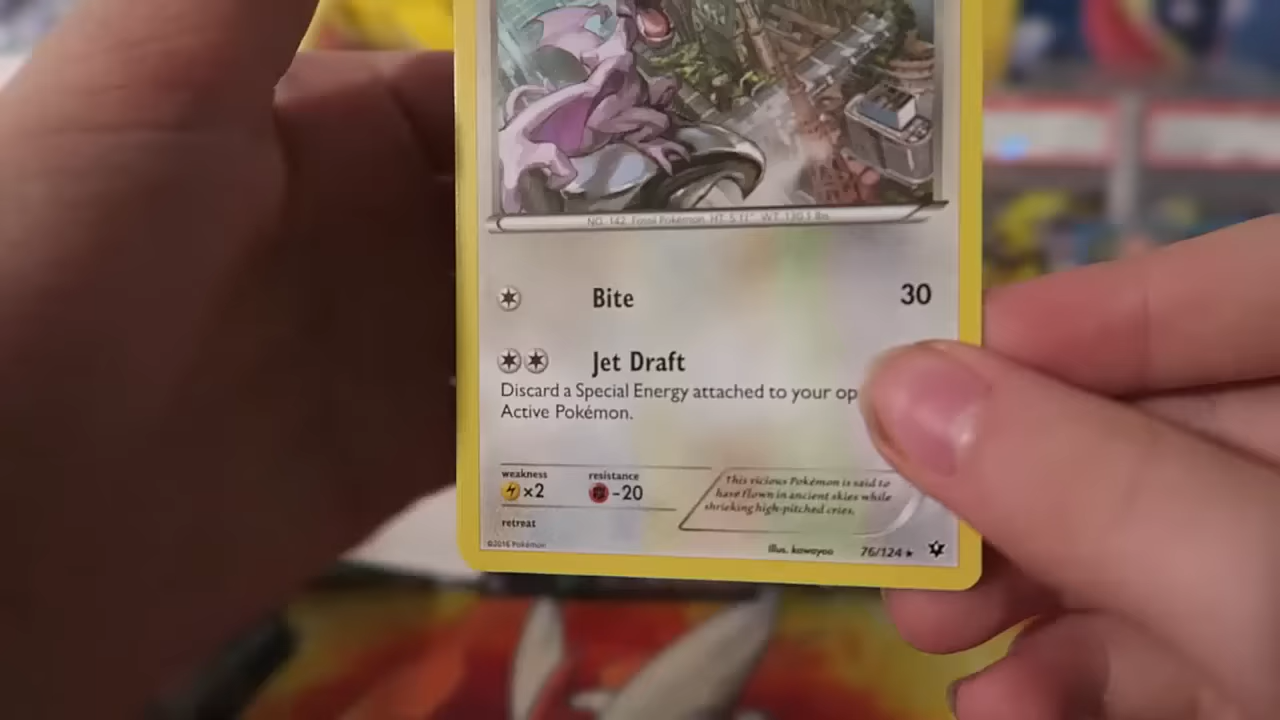 NO. 142 Fossil Pokémon HT: 5'11" WT: 130.1 lbs.
Bite 30
Jet Draft
Discard a Special Energy attached to your op
Active Pokémon.
weakness resistance
×2 -20
This vicious Pokémon is said to
have flown in ancient skies while
shrieking high-pitched cries.
retreat
©2016 Pokémon
Illus. kawayoo 76/124 ★